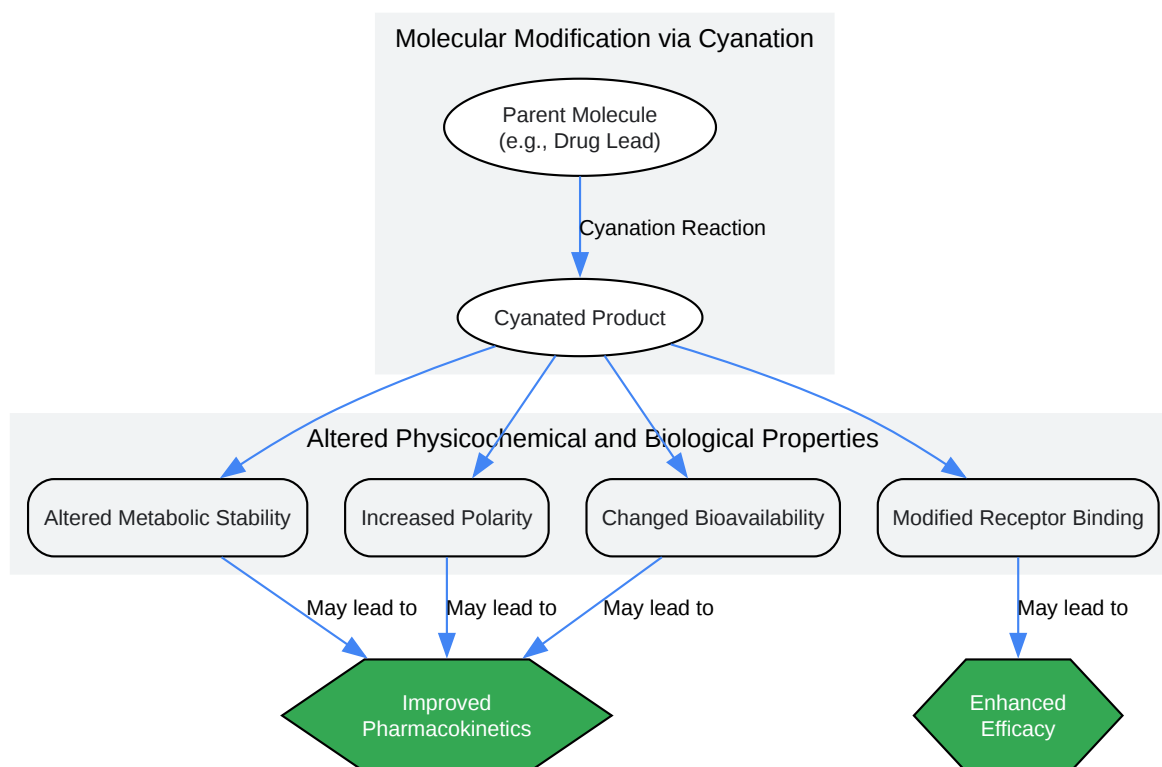 Molecular Modification via Cyanation
Parent Molecule
(e.g., Drug Lead)
Cyanation Reaction
Cyanated Product
Altered Physicochemical and Biological Properties
Altered Metabolic Stability
Increased Polarity
Changed Bioavailability
Modified Receptor Binding
May lead to
May lead to
May lead to
May lead to
Improved
Pharmacokinetics
Enhanced
Efficacy